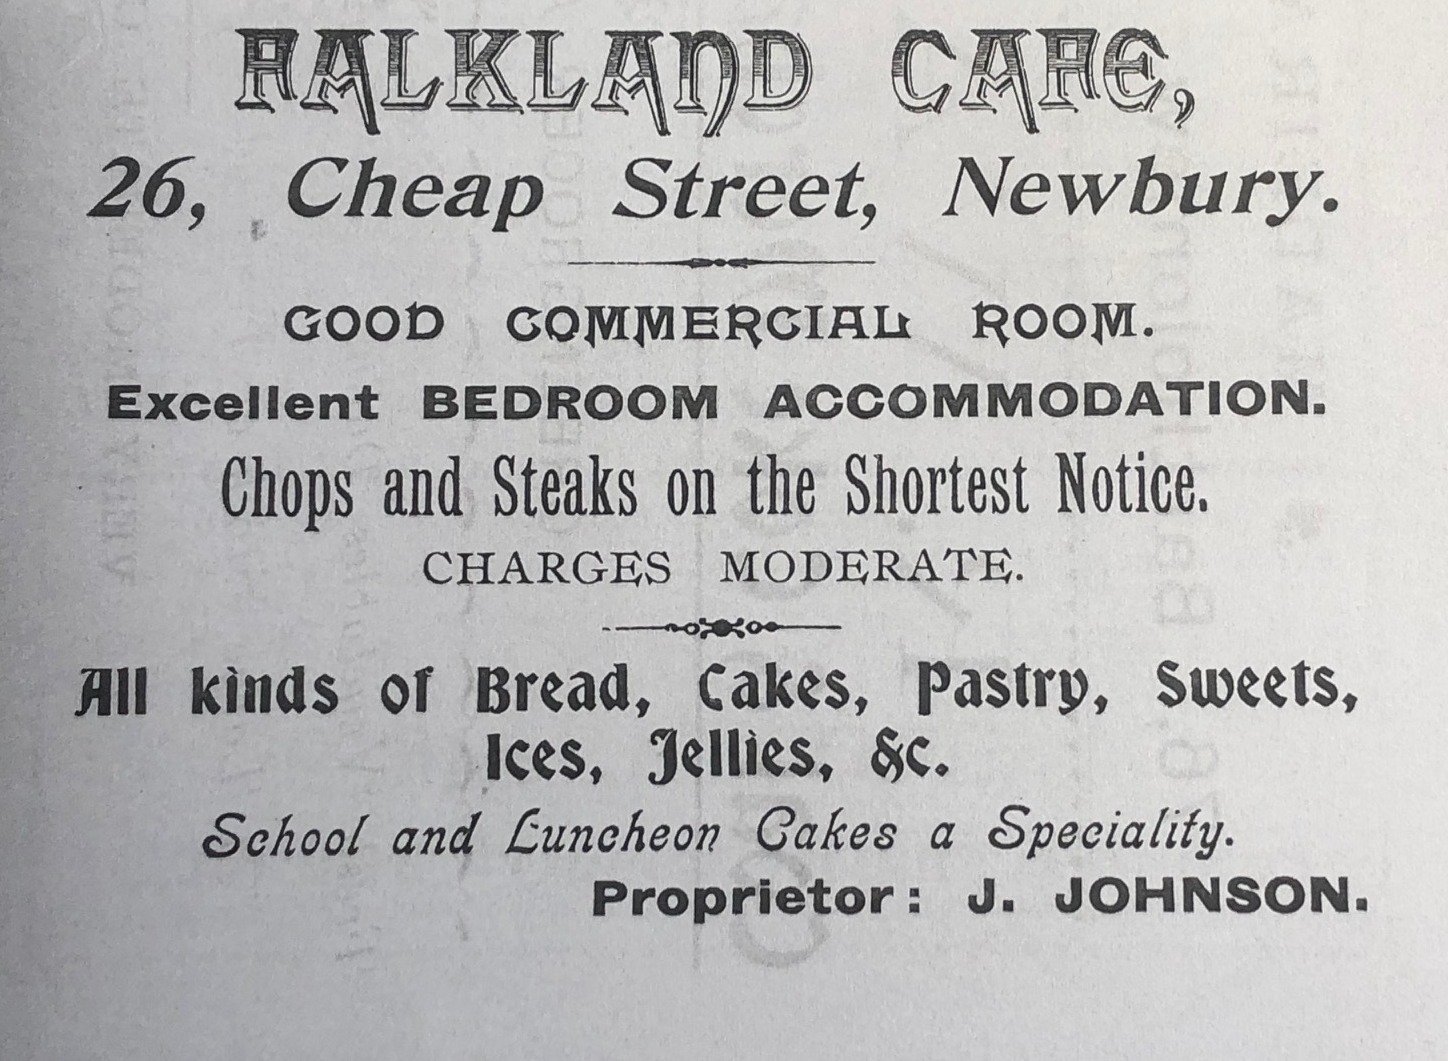 FALKLAND CAFE,
26, Cheap Street, Newbury.
GOOD COMMERCIAL ROOM.
Excellent BEDROOM ACCOMMODATION.
Chops and Steaks on the Shortest Notice.
CHARGES MODERATE.
All kinds of Bread, Cakes, Pastry, Sweets,
Ices, Jellies, &c.
School and Luncheon Cakes a Speciality.
Proprietor: J. JOHNSON.